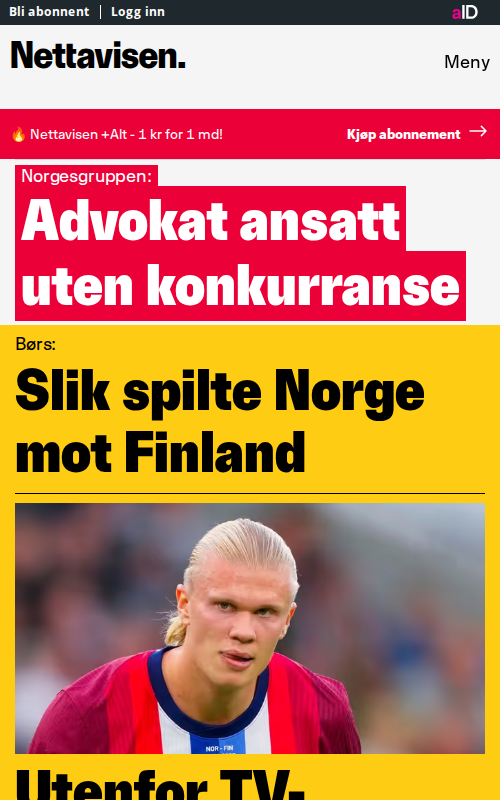 Bli abonnent | Logg inn
aID
Nettavisen.
Meny
🔥 Nettavisen +Alt - 1 kr for 1 md!
Kjøp abonnement →
Norgesgruppen:
Advokat ansatt
uten konkurranse
Børs:
Slik spilte Norge
mot Finland
NOR - FIN
Utenfor TV-